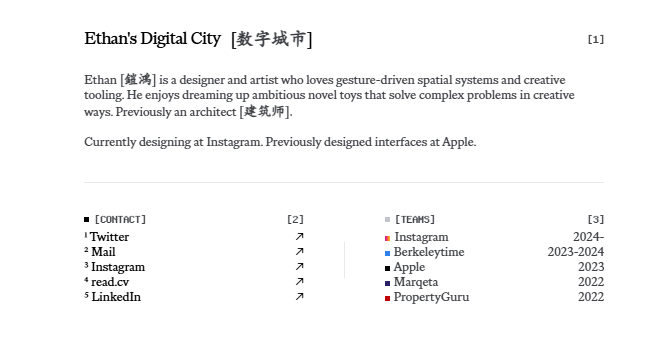 Ethan's Digital City [数字城市] [1]
Ethan [鎧鴻] is a designer and artist who loves gesture-driven spatial systems and creative
tooling. He enjoys dreaming up ambitious novel toys that solve complex problems in creative
ways. Previously an architect [建筑师].
Currently designing at Instagram. Previously designed interfaces at Apple.
[CONTACT] [2]
¹ Twitter ↗
² Mail ↗
³ Instagram ↗
⁴ read.cv ↗
⁵ LinkedIn ↗
[TEAMS] [3]
Instagram 2024-
Berkeleytime 2023-2024
Apple 2023
Marqeta 2022
PropertyGuru 2022